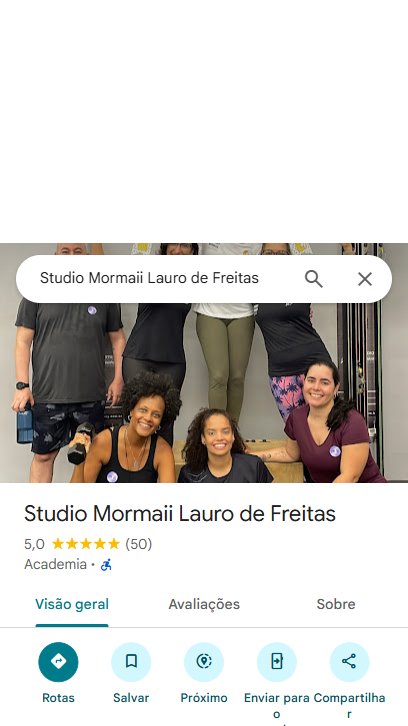 Studio Mormaii Lauro de Freitas
Studio Mormaii Lauro de Freitas
5,0 ★★★★★ (50)
Academia ·
Visão geral Avaliações Sobre
Rotas Salvar Próximo Enviar para o Compartilhar